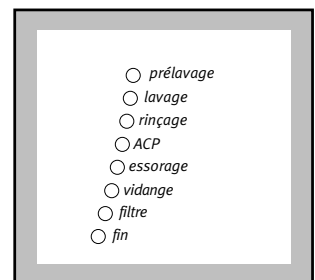 prélavage
lavage
rinçage
ACP
essorage
vidange
filtre
fin